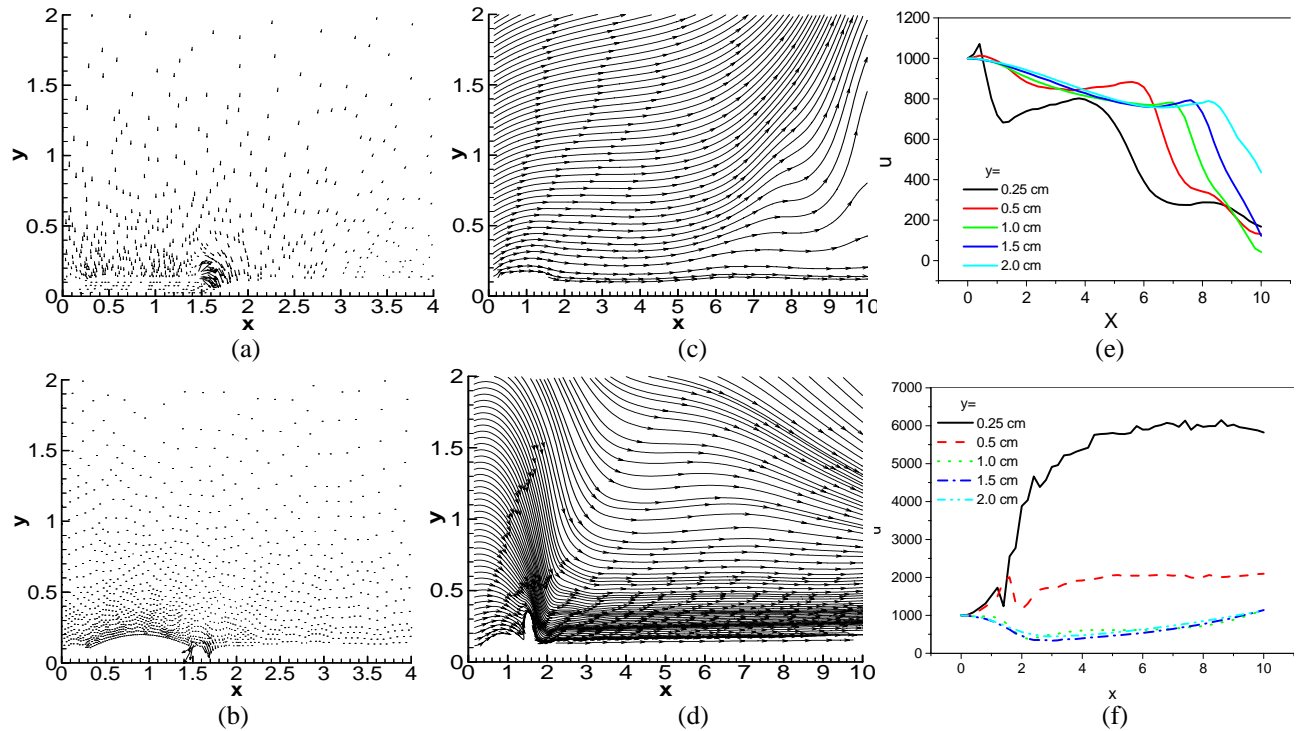 2
1.5
y
1
0.5
0
0 0.5 1 1.5 2 2.5 3 3.5 4
x
(a)
2
1.5
y
1
0.5
0
0 1 2 3 4 5 6 7 8 9 10
x
(c)
1200
1000
800
600
400
200
0
u
y=
0.25 cm
0.5 cm
1.0 cm
1.5 cm
2.0 cm
0 2 4 6 8 10
X
(e)
2
1.5
y
1
0.5
0
0 0.5 1 1.5 2 2.5 3 3.5 4
x
(b)
2
1.5
y
1
0.5
0
0 1 2 3 4 5 6 7 8 9 10
x
(d)
7000
6000
5000
4000
3000
2000
1000
0
u
y=
0.25 cm
0.5 cm
1.0 cm
1.5 cm
2.0 cm
0 2 4 6 8 10
x
(f)